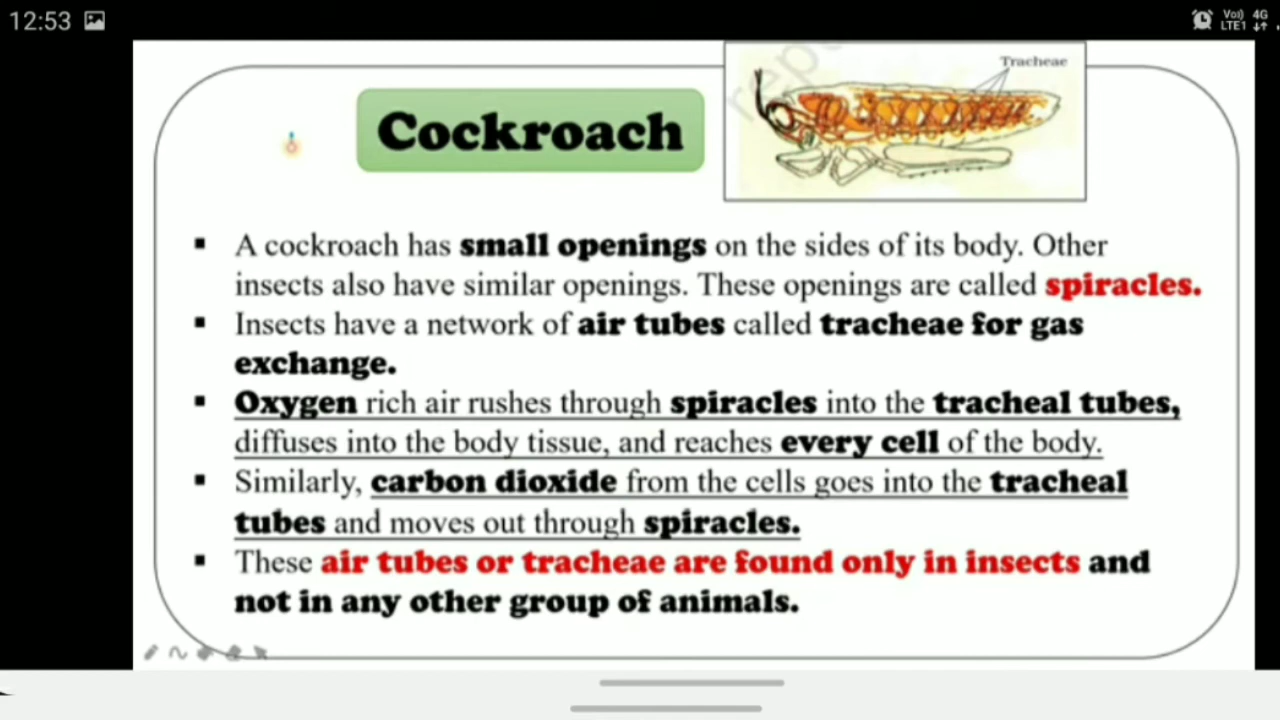 12:53
Vo) 4G
LTE1
Tracheae
Cockroach
▪ A cockroach has small openings on the sides of its body. Other
insects also have similar openings. These openings are called spiracles.
▪ Insects have a network of air tubes called tracheae for gas
exchange.
▪ Oxygen rich air rushes through spiracles into the tracheal tubes,
diffuses into the body tissue, and reaches every cell of the body.
▪ Similarly, carbon dioxide from the cells goes into the tracheal
tubes and moves out through spiracles.
▪ These air tubes or tracheae are found only in insects and
not in any other group of animals.